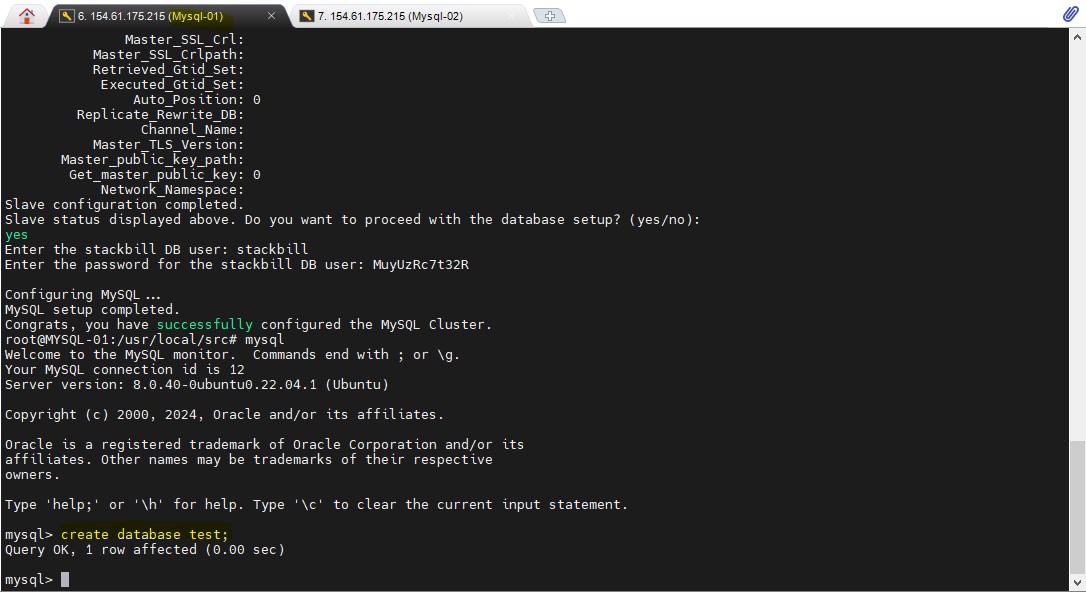 6. 154.61.175.215 (Mysql-01)
7. 154.61.175.215 (Mysql-02)
Master_SSL_Crl:
Master_SSL_Crlpath:
Retrieved_Gtid_Set:
Executed_Gtid_Set:
Auto_Position: 0
Replicate_Rewrite_DB:
Channel_Name:
Master_TLS_Version:
Master_public_key_path:
Get_master_public_key: 0
Network_Namespace:
Slave configuration completed.
Slave status displayed above. Do you want to proceed with the database setup? (yes/no):
yes
Enter the stackbill DB user: stackbill
Enter the password for the stackbill DB user: MuyUzRc7t32R
Configuring MySQL...
MySQL setup completed.
Congrats, you have successfully configured the MySQL Cluster.
root@MYSQL-01:/usr/local/src# mysql
Welcome to the MySQL monitor.  Commands end with ; or \g.
Your MySQL connection id is 12
Server version: 8.0.40-0ubuntu0.22.04.1 (Ubuntu)
Copyright (c) 2000, 2024, Oracle and/or its affiliates.
Oracle is a registered trademark of Oracle Corporation and/or its
affiliates. Other names may be trademarks of their respective
owners.
Type 'help;' or '\h' for help. Type '\c' to clear the current input statement.
mysql> create database test;
Query OK, 1 row affected (0.00 sec)
mysql>